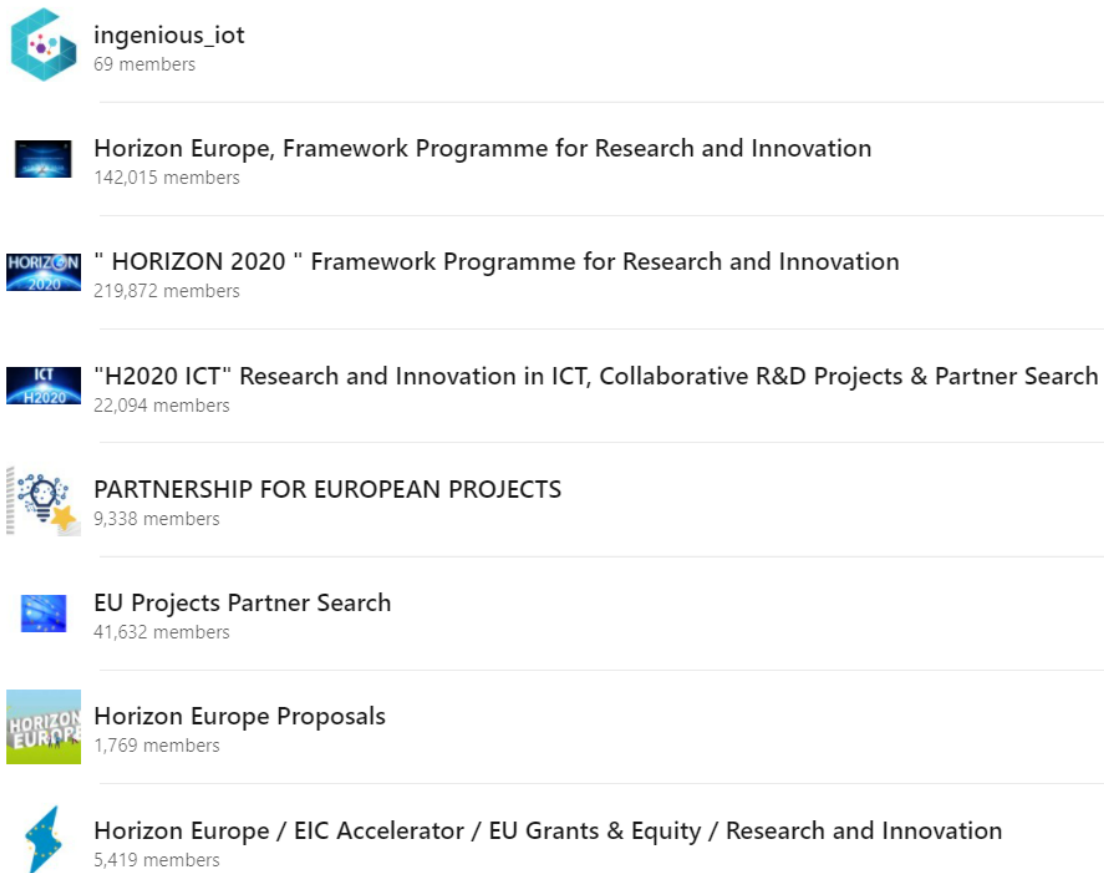 ingenious_iot
69 members
Horizon Europe, Framework Programme for Research and Innovation
142,015 members
HORIZON
2020
" HORIZON 2020 " Framework Programme for Research and Innovation
219,872 members
ICT
H2020
"H2020 ICT" Research and Innovation in ICT, Collaborative R&D Projects & Partner Search
22,094 members
PARTNERSHIP FOR EUROPEAN PROJECTS
9,338 members
EU Projects Partner Search
41,632 members
HORIZON
EUROPE
Horizon Europe Proposals
1,769 members
Horizon Europe / EIC Accelerator / EU Grants & Equity / Research and Innovation
5,419 members